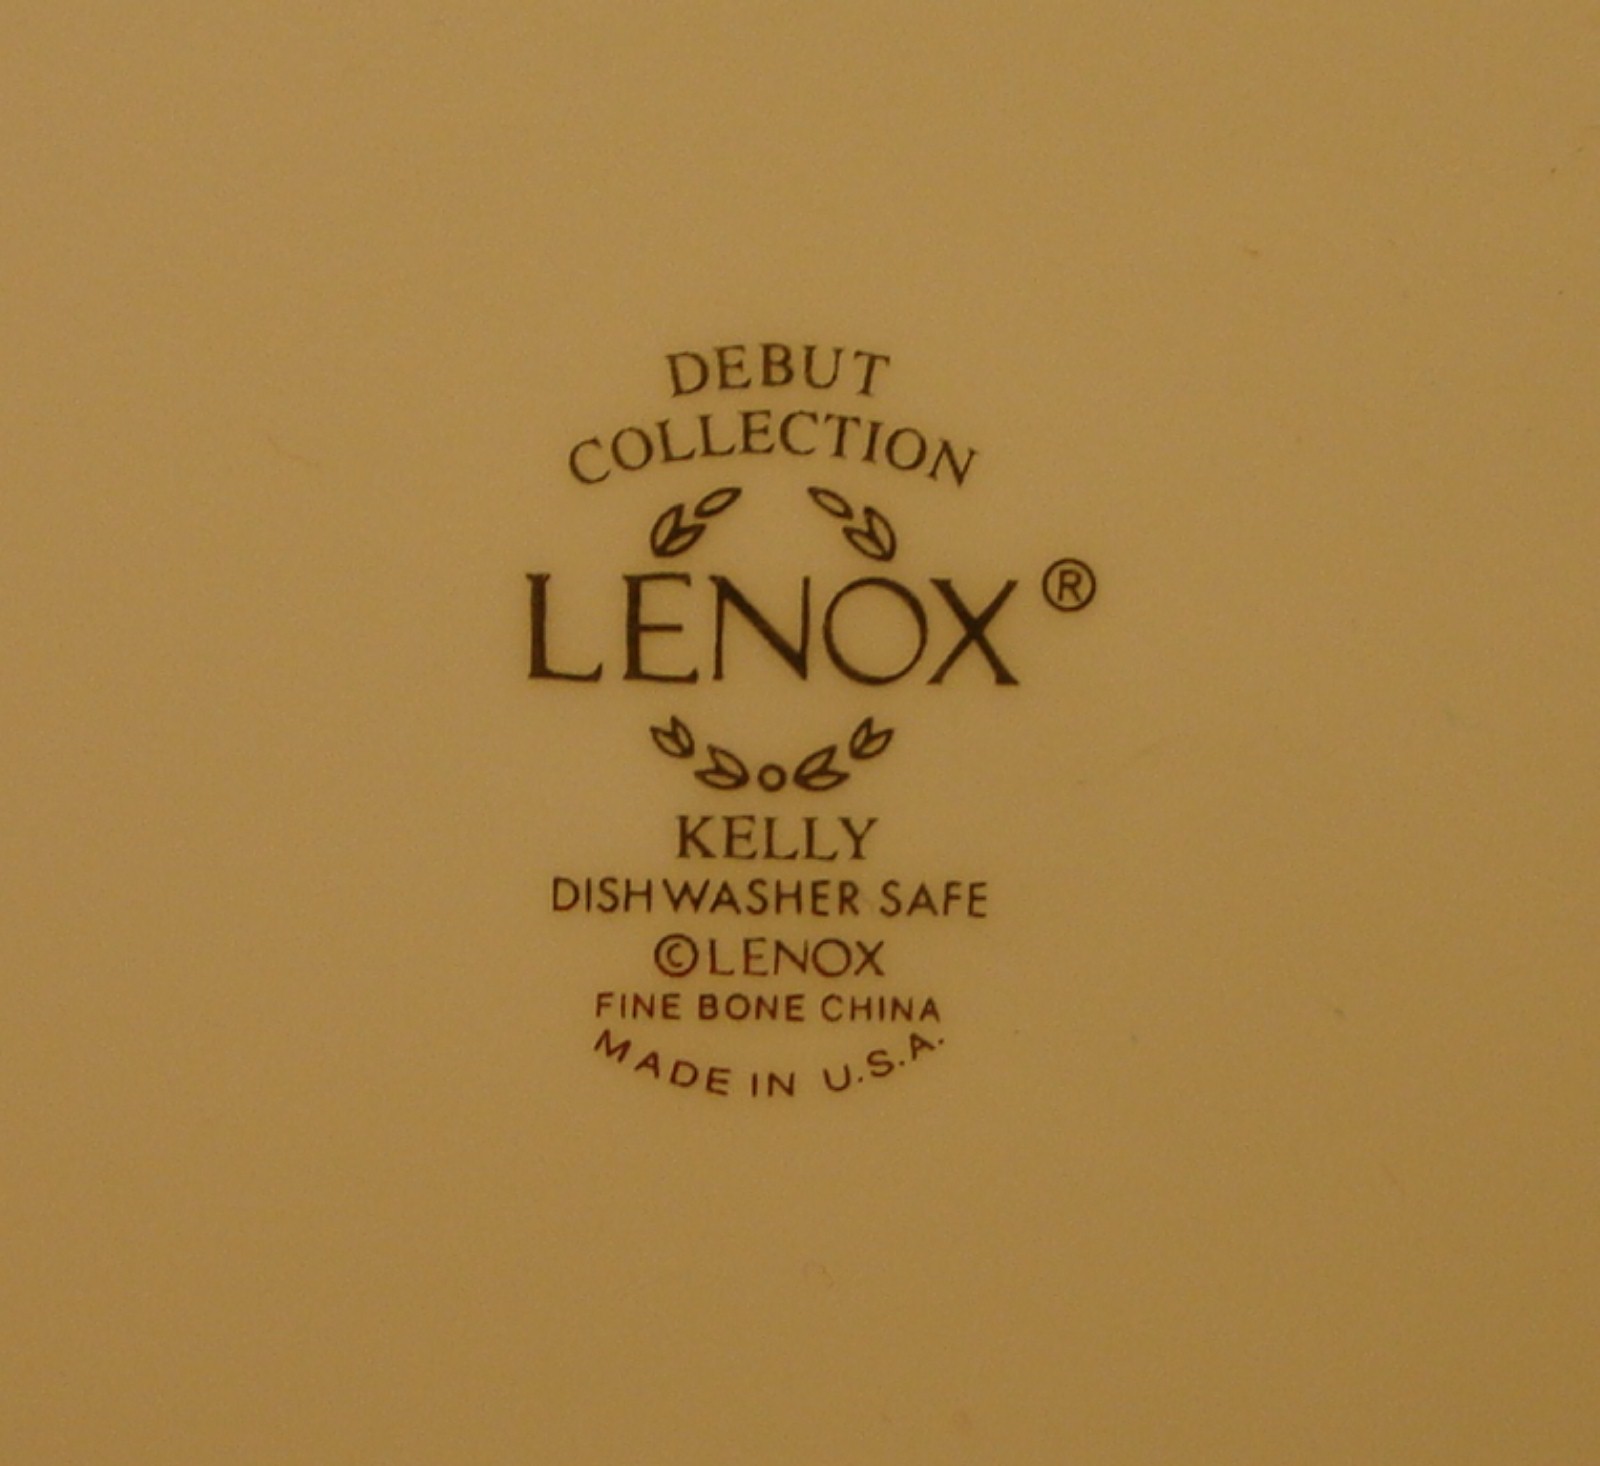 DEBUT
COLLECTION
LENOX®
KELLY
DISHWASHER SAFE
©LENOX
FINE BONE CHINA
MADE IN U.S.A.